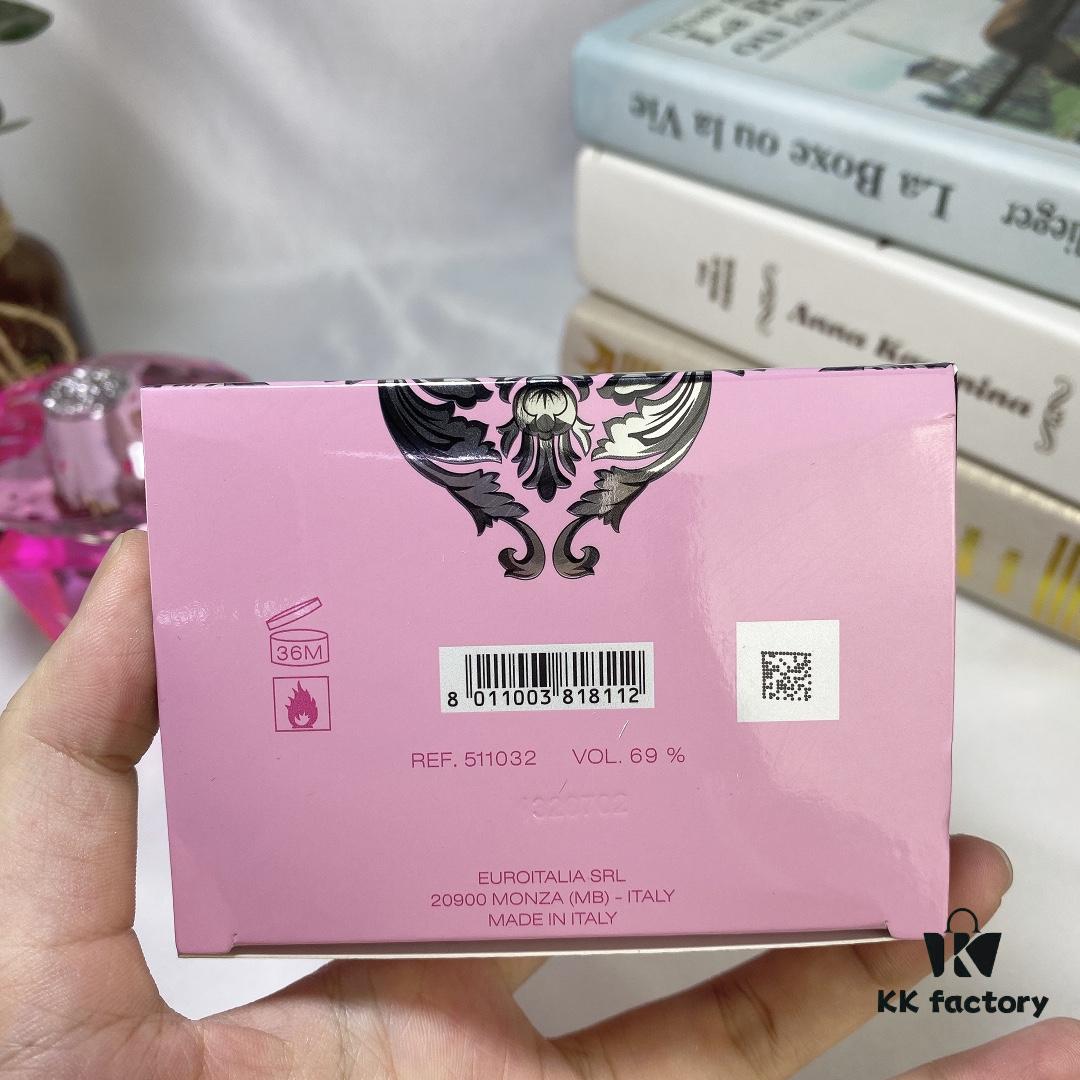 La Boxe ou la Vie
Anna Karenina
36M
8 011003 818112
REF. 511032 VOL. 69 %
EUROITALIA SRL
20900 MONZA (MB) - ITALY
MADE IN ITALY
KK factory